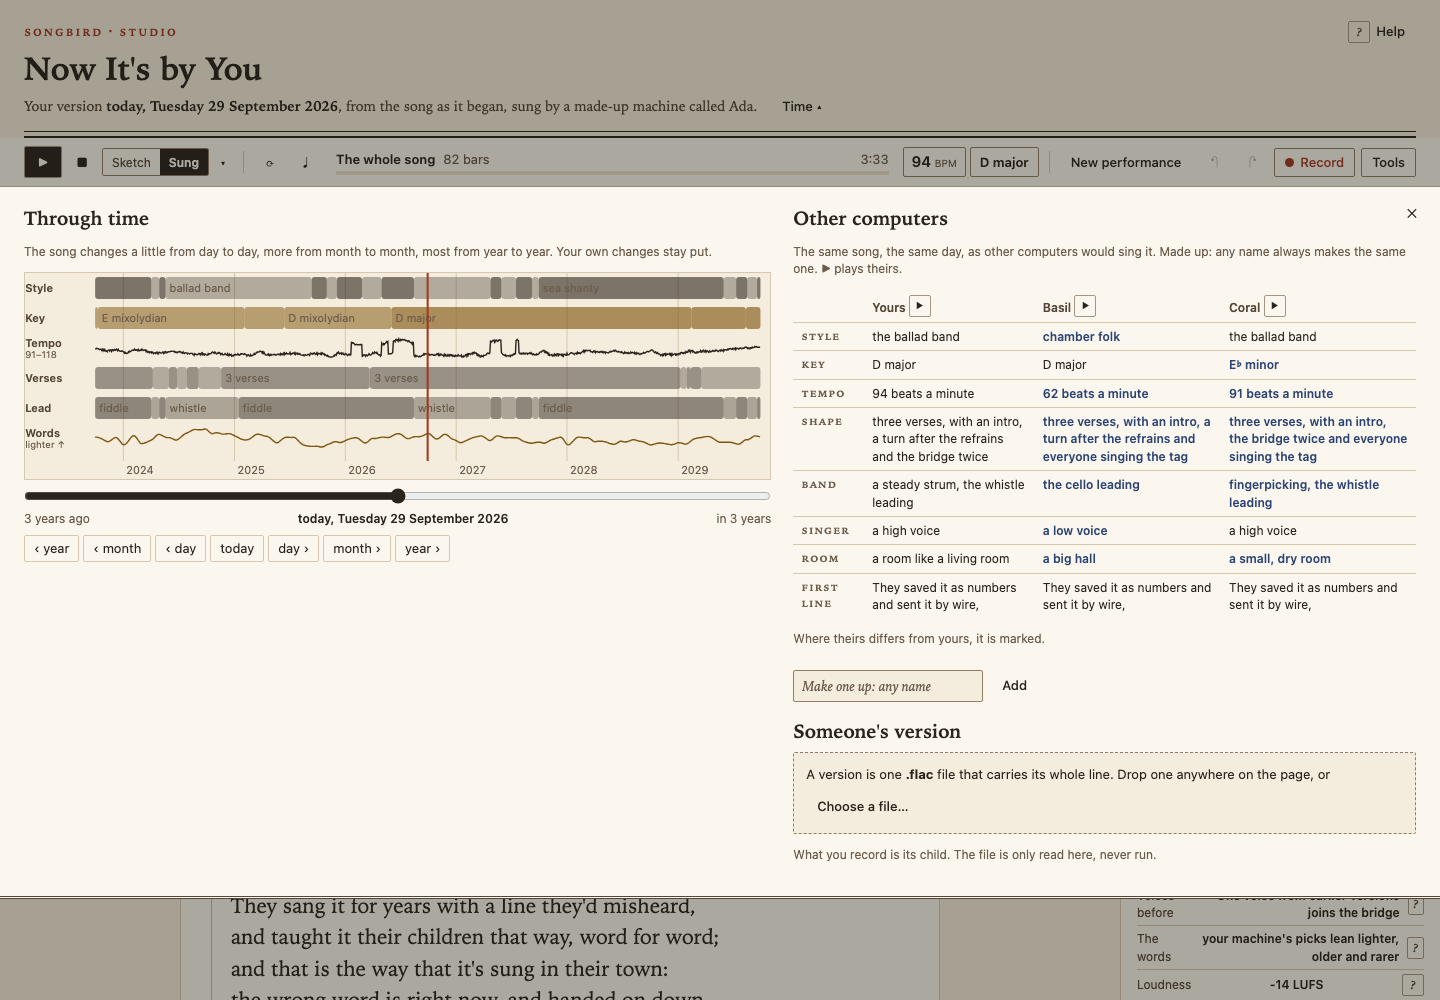 SONGBIRD · STUDIO
? Help
Now It's by You
Your version today, Tuesday 29 September 2026, from the song as it began, sung by a made-up machine called Ada. Time
Sketch Sung
The whole song 82 bars 3:33
94 BPM
D major
New performance
Record
Tools
Through time
The song changes a little from day to day, more from month to month, most from year to year. Your own changes stay put.
Style ballad band sea shanty
Key E mixolydian D mixolydian D major
Tempo
91–118
Verses 3 verses 3 verses
Lead fiddle whistle fiddle whistle fiddle
Words
lighter ↑
2024 2025 2026 2027 2028 2029
3 years ago today, Tuesday 29 September 2026 in 3 years
‹ year ‹ month ‹ day today day › month › year ›
Other computers
The same song, the same day, as other computers would sing it. Made up: any name always makes the same
one. ▶ plays theirs.
Yours Basil Coral
STYLE the ballad band chamber folk the ballad band
KEY D major D major E♭ minor
TEMPO 94 beats a minute 62 beats a minute 91 beats a minute
SHAPE three verses, with an intro, three verses, with an intro, a three verses, with an intro,
a turn after the refrains turn after the refrains and the bridge twice and everyone
and the bridge twice everyone singing the tag singing the tag
BAND a steady strum, the whistle the cello leading fingerpicking, the whistle
leading leading
SINGER a high voice a low voice a high voice
ROOM a room like a living room a big hall a small, dry room
FIRST They saved it as numbers They saved it as numbers and They saved it as numbers and
LINE and sent it by wire, sent it by wire, sent it by wire,
Where theirs differs from yours, it is marked.
Make one up: any name Add
Someone's version
A version is one .flac file that carries its whole line. Drop one anywhere on the page, or
Choose a file...
What you record is its child. The file is only read here, never run.
They sang it for years with a line they'd misheard,
and taught it their children that way, word for word;
and that is the way that it's sung in their town:
the wrong word is right now, and handed on down
before joins the bridge ?
The your machine's picks lean lighter, ?
words older and rarer
Loudness -14 LUFS ?